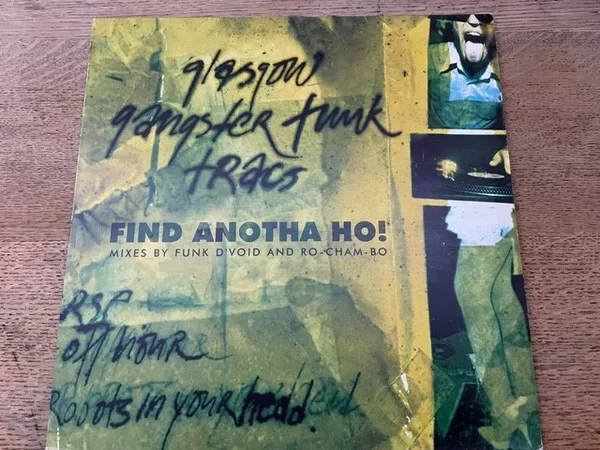 glasgow
gangster funk
tracs
FIND ANOTHA HO!
MIXES BY FUNK D'VOID AND RO-CHAM-BO
RSP
off hour
Robots in your head.